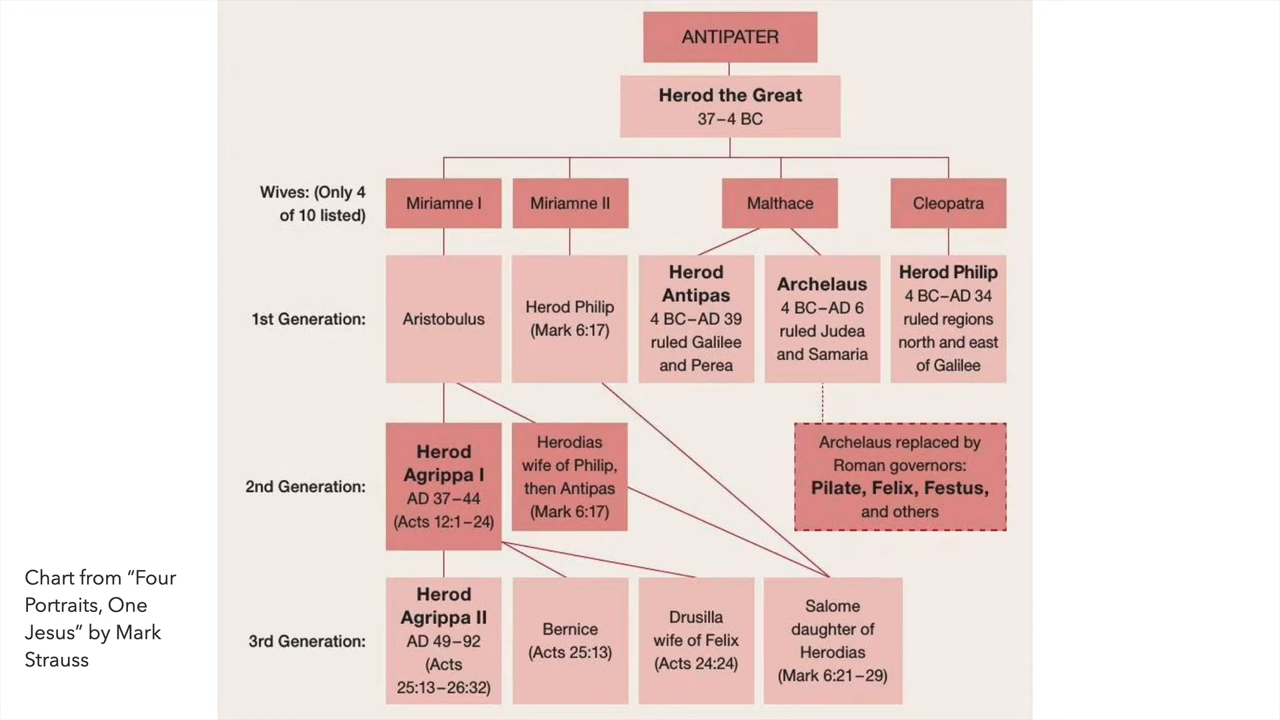 ANTIPATER
Herod the Great
37–4 BC
Wives: (Only 4
of 10 listed)
Miriamne I
Miriamne II
Malthace
Cleopatra
1st Generation:
Aristobulus
Herod Philip
(Mark 6:17)
Herod
Antipas
4 BC–AD 39
ruled Galilee
and Perea
Archelaus
4 BC–AD 6
ruled Judea
and Samaria
Herod Philip
4 BC–AD 34
ruled regions
north and east
of Galilee
2nd Generation:
Herod
Agrippa I
AD 37–44
(Acts 12:1–24)
Herodias
wife of Philip,
then Antipas
(Mark 6:17)
Archelaus replaced by
Roman governors:
Pilate, Felix, Festus,
and others
3rd Generation:
Herod
Agrippa II
AD 49–92
(Acts
25:13–26:32)
Bernice
(Acts 25:13)
Drusilla
wife of Felix
(Acts 24:24)
Salome
daughter of
Herodias
(Mark 6:21–29)
Chart from “Four
Portraits, One
Jesus” by Mark
Strauss